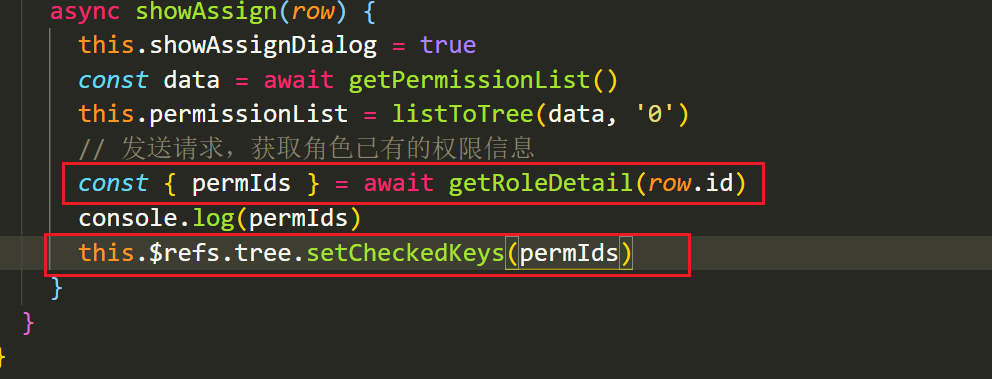 async showAssign(row) {
this.showAssignDialog = true
const data = await getPermissionList()
this.permissionList = listToTree(data, '0')
// 发送请求，获取角色已有的权限信息
const { permIds } = await getRoleDetail(row.id)
console.log(permIds)
this.$refs.tree.setCheckedKeys(permIds)
}
}
}